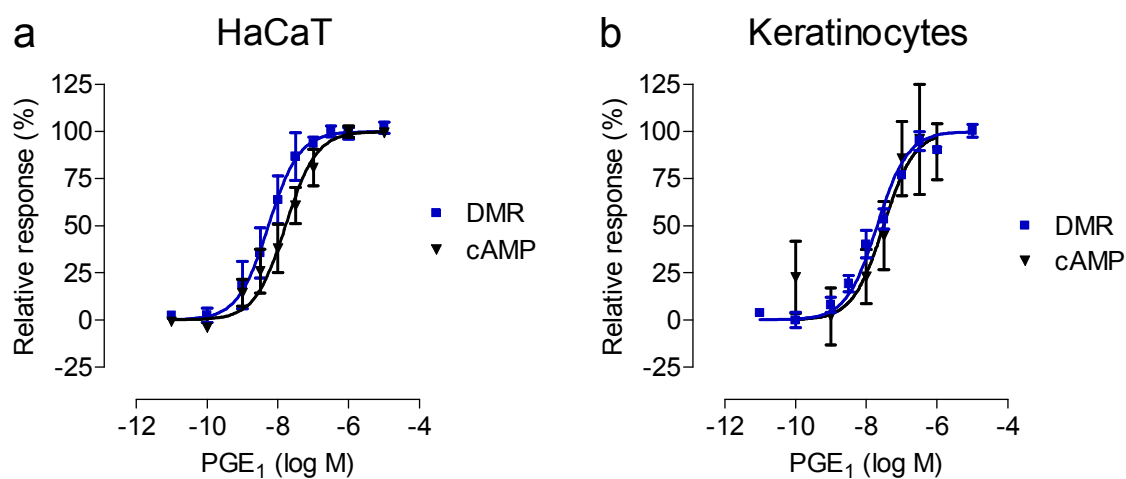 a
HaCaT
125
100
75
50
25
0
-25
Relative response (%)
-12 -10 -8 -6 -4
PGE₁ (log M)
DMR
cAMP
b
Keratinocytes
125
100
75
50
25
0
-25
Relative response (%)
-12 -10 -8 -6 -4
PGE₁ (log M)
DMR
cAMP